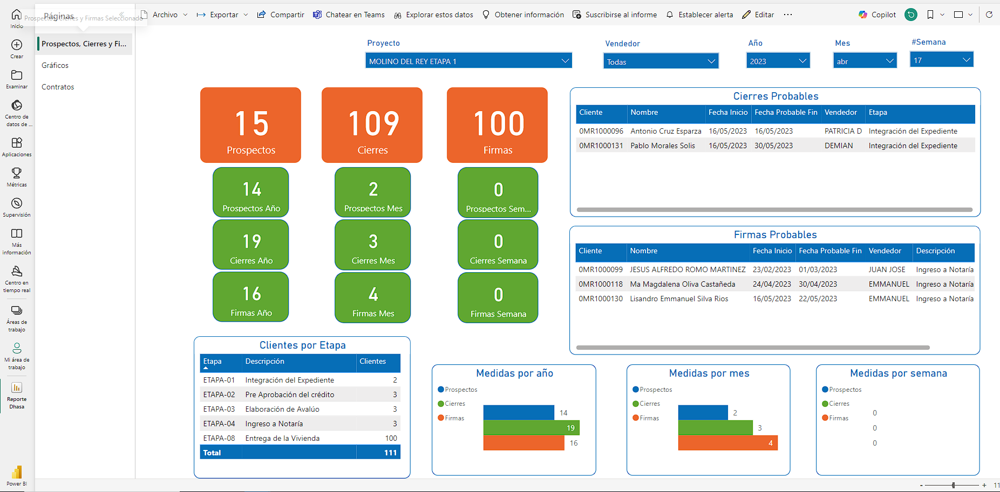 Páginas
Prospectos, Cierres y Firmas Seleccionado
Archivo
Exportar
Compartir
Chatear en Teams
Explorar estos datos
Obtener información
Suscribirse al informe
Establecer alerta
Editar
...
Copilot
Inicio
Crear
Examinar
Centro de
datos de ...
Aplicaciones
Métricas
Supervisión
Más
información
Centro en
tiempo real
Áreas de
trabajo
Mi área de
trabajo
Reporte
Dhasa
Power BI
Prospectos, Cierres y Fi...
Gráficos
Contratos
Proyecto
MOLINO DEL REY ETAPA 1
Vendedor
Todas
Año
2023
Mes
abr
#Semana
17
15
Prospectos
109
Cierres
100
Firmas
14
Prospectos Año
2
Prospectos Mes
0
Prospectos Sem...
19
Cierres Año
3
Cierres Mes
0
Cierres Semana
16
Firmas Año
4
Firmas Mes
0
Firmas Semana
Cierres Probables
Cliente Nombre Fecha Inicio Fecha Probable Fin Vendedor Etapa
0MR1000096 Antonio Cruz Esparza 16/05/2023 16/05/2023 PATRICIA D Integración del Expediente
0MR1000131 Pablo Morales Solis 16/05/2023 30/05/2023 DEMIAN Integración del Expediente
Firmas Probables
Cliente Nombre Fecha Inicio Fecha Probable Fin Vendedor Descripción
0MR1000099 JESUS ALFREDO ROMO MARTINEZ 23/02/2023 01/03/2023 JUAN JOSE Ingreso a Notaría
0MR1000118 Ma Magdalena Oliva Castañeda 24/04/2023 30/04/2023 EMMANUEL Ingreso a Notaría
0MR1000130 Lisandro Emmanuel Silva Rios 16/05/2023 22/05/2023 EMMANUEL Ingreso a Notaría
Clientes por Etapa
Etapa Descripción Clientes
ETAPA-01 Integración del Expediente 2
ETAPA-02 Pre Aprobación del crédito 3
ETAPA-03 Elaboración de Avalúo 3
ETAPA-04 Ingreso a Notaría 3
ETAPA-08 Entrega de la Vivienda 100
Total 111
Medidas por año
Prospectos
Cierres
Firmas
14
19
16
Medidas por mes
Prospectos
Cierres
Firmas
2
3
4
Medidas por semana
Prospectos
Cierres
Firmas
0
0
0
- + 11